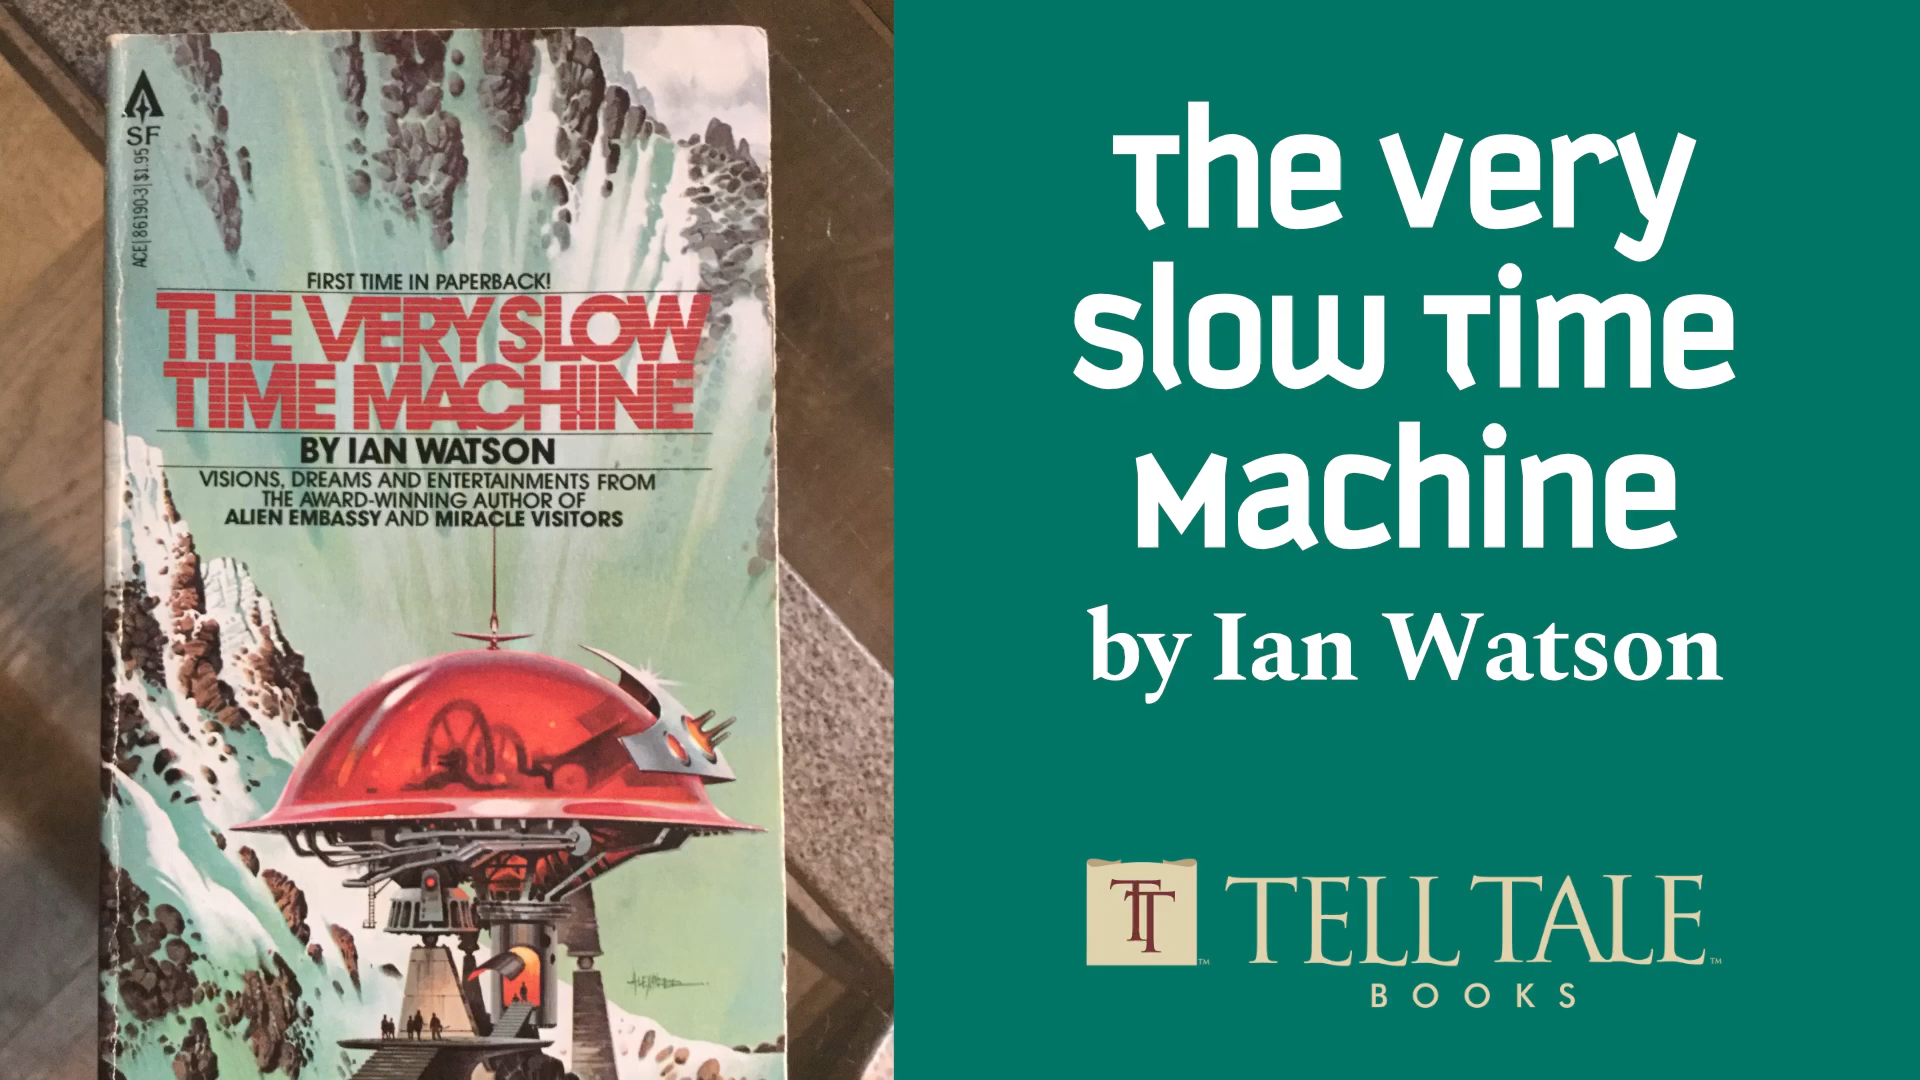 SF
ACE|86190-3|$1.95
FIRST TIME IN PAPERBACK!
THE VERY SLOW
TIME MACHINE
BY IAN WATSON
VISIONS, DREAMS AND ENTERTAINMENTS FROM
THE AWARD-WINNING AUTHOR OF
ALIEN EMBASSY AND MIRACLE VISITORS
The Very
Slow Time
Machine
by Ian Watson
TT™ TELL TALE™
BOOKS